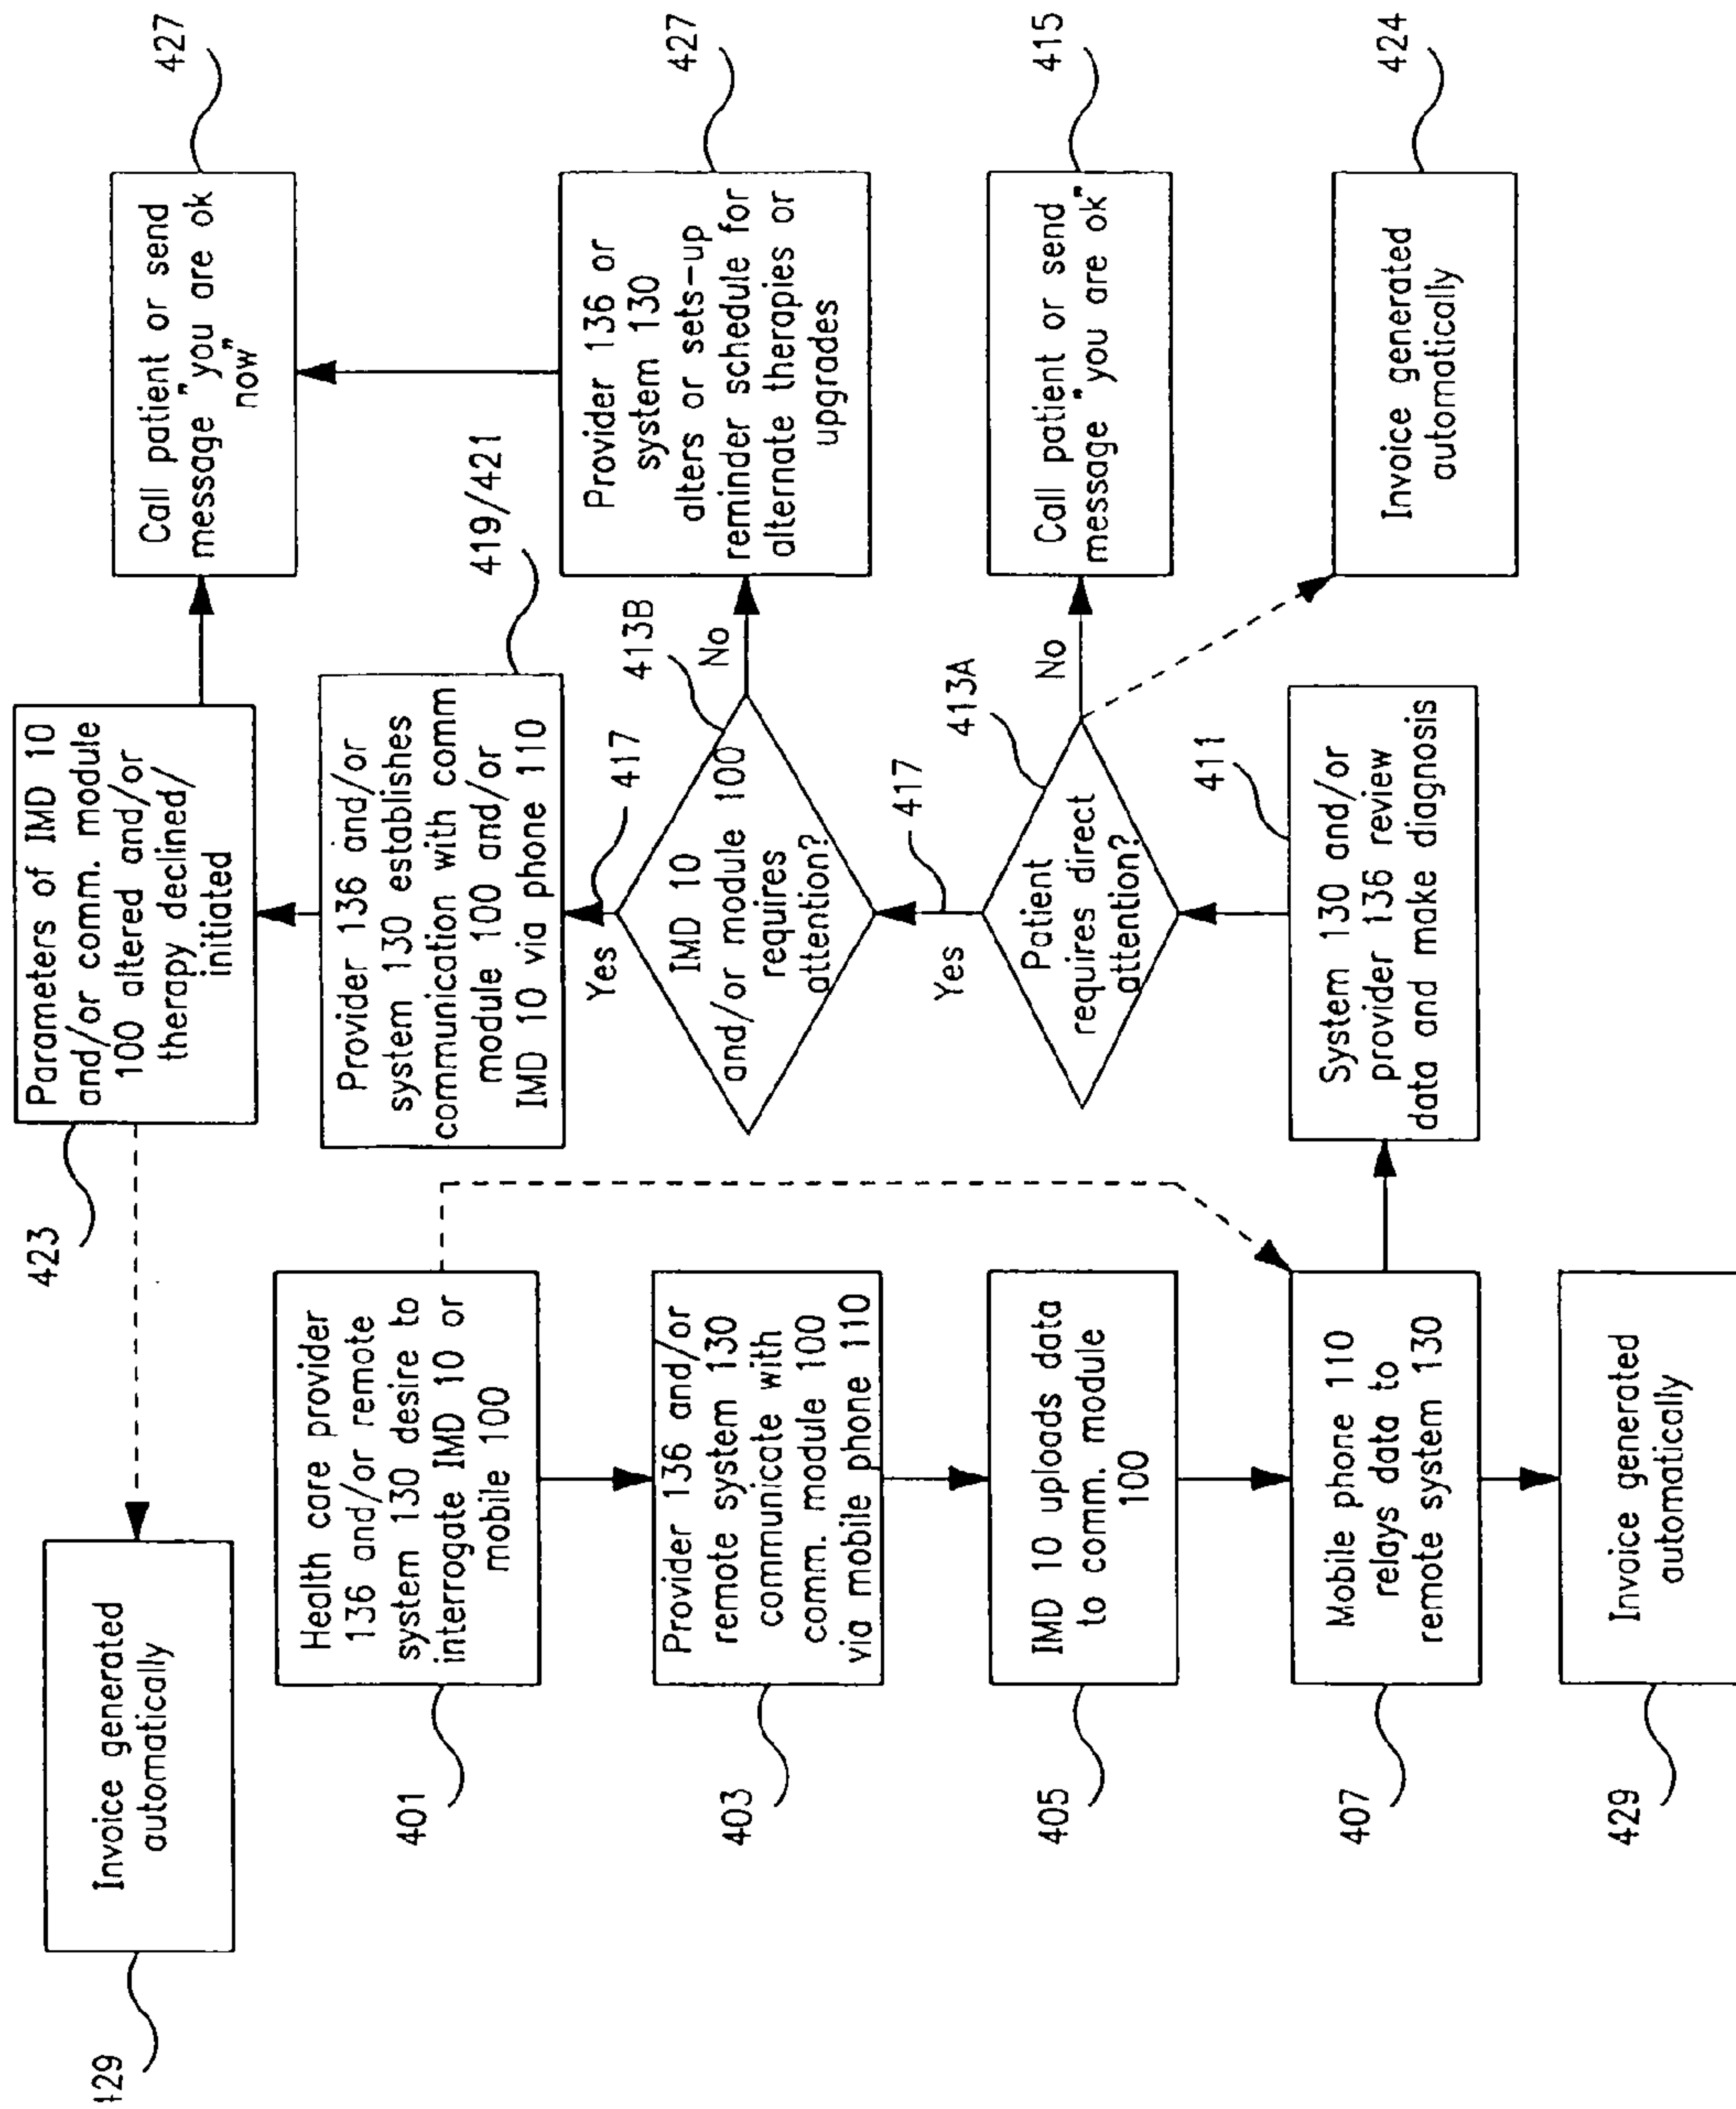 427
Call patient or send
message "you are ok
now"
Parameters of IMD 10
and/or comm. module
100 altered and/or
therapy declined/
initiated
423
Invoice generated
automatically
429
427
Provider 136 or
system 130
alters or sets-up
reminder schedule for
alternate therapies or
upgrades
419/421
Provider 136 and/or
system 130 establishes
communication with comm
module 100 and/or
IMD 10 via phone 110
417
Yes
413B
No
IMD 10
and/or module 100
requires
attention?
Health care provider
136 and/or remote
system 130 desire to
interrogate IMD 10 or
mobile 100
401
Provider 136 and/or
remote system 130
communicate with
comm. module 100
via mobile phone 110
403
415
Call patient or send
message "you are ok"
417
Yes
413A
No
Patient
requires direct
attention?
IMD 10 uploads data
to comm. module
100
405
424
Invoice generated
automatically
411
System 130 and/or
provider 136 review
data and make diagnosis
Mobile phone 110
relays data to
remote system 130
407
Invoice generated
automatically
429